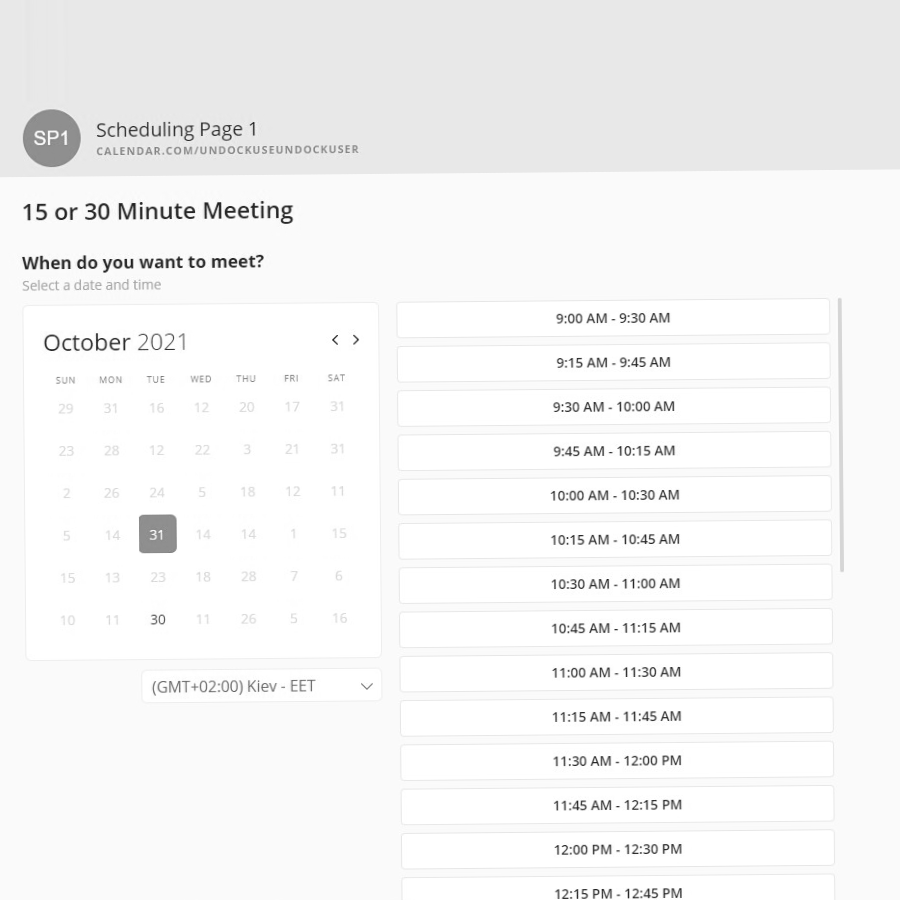 SP1
Scheduling Page 1
CALENDAR.COM/UNDOCKUSEUNDOCKUSER
15 or 30 Minute Meeting
When do you want to meet?
Select a date and time
October 2021
SUN MON TUE WED THU FRI SAT
29 31 16 12 20 17 31
23 28 12 22 3 21 31
2 26 24 5 18 12 11
5 14 31 14 14 1 15
15 13 23 18 28 7 6
10 11 30 11 26 5 16
(GMT+02:00) Kiev - EET
9:00 AM - 9:30 AM
9:15 AM - 9:45 AM
9:30 AM - 10:00 AM
9:45 AM - 10:15 AM
10:00 AM - 10:30 AM
10:15 AM - 10:45 AM
10:30 AM - 11:00 AM
10:45 AM - 11:15 AM
11:00 AM - 11:30 AM
11:15 AM - 11:45 AM
11:30 AM - 12:00 PM
11:45 AM - 12:15 PM
12:00 PM - 12:30 PM
12:15 PM - 12:45 PM